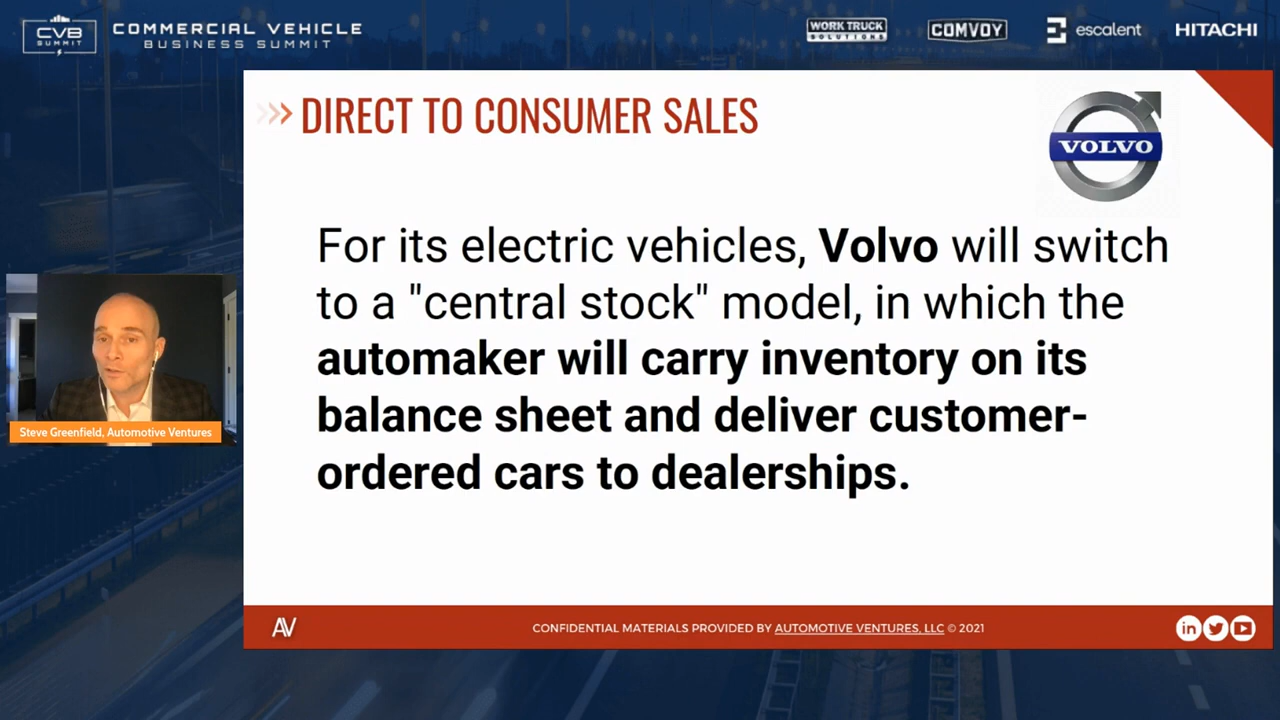 CVB
SUMMIT
COMMERCIAL VEHICLE
BUSINESS SUMMIT
WORK TRUCK
SOLUTIONS
COMVOY
escalent
HITACHI
DIRECT TO CONSUMER SALES
VOLVO
For its electric vehicles, Volvo will switch
to a "central stock" model, in which the
automaker will carry inventory on its
balance sheet and deliver customer-
ordered cars to dealerships.
Steve Greenfield, Automotive Ventures
AV
CONFIDENTIAL MATERIALS PROVIDED BY AUTOMOTIVE VENTURES, LLC © 2021
in